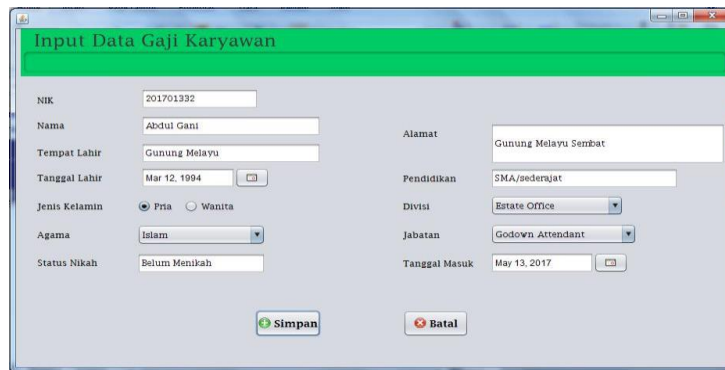 Input Data Gaji Karyawan
NIK 201701332
Nama Abdul Gani
Tempat Lahir Gunung Melayu
Tanggal Lahir Mar 12, 1994
Jenis Kelamin Pria Wanita
Agama Islam
Status Nikah Belum Menikah
Alamat Gunung Melayu Sembat
Pendidikan SMA/sederajat
Divisi Estate Office
Jabatan Godown Attendant
Tanggal Masuk May 13, 2017
Simpan Batal